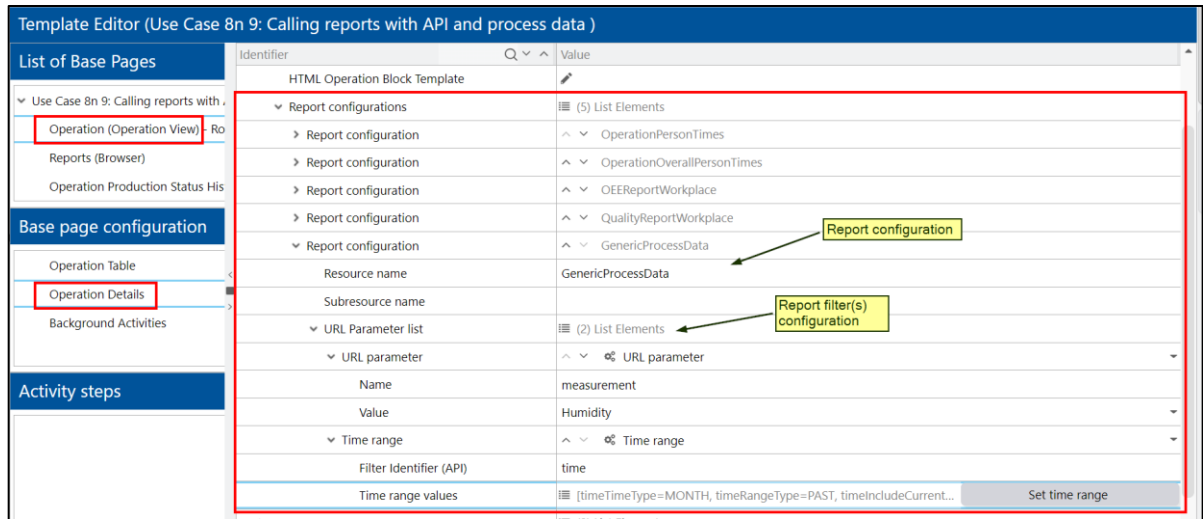 Template Editor (Use Case 8n 9: Calling reports with API and process data )
List of Base Pages
Use Case 8n 9: Calling reports with
Operation (Operation View) - Ro
Reports (Browser)
Operation Production Status His
Base page configuration
Operation Table
Operation Details
Background Activities
Activity steps
Identifier Value
HTML Operation Block Template
Report configurations (5) List Elements
Report configuration OperationPersonTimes
Report configuration OperationOverallPersonTimes
Report configuration OEEReportWorkplace
Report configuration QualityReportWorkplace
Report configuration GenericProcessData
Report configuration
Resource name GenericProcessData
Subresource name
Report filter(s)
configuration
URL Parameter list (2) List Elements
URL parameter URL parameter
Name measurement
Value Humidity
Time range Time range
Filter Identifier (API) time
Time range values [timeTimeType=MONTH, timeRangeType=PAST, timeIncludeCurrent... Set time range